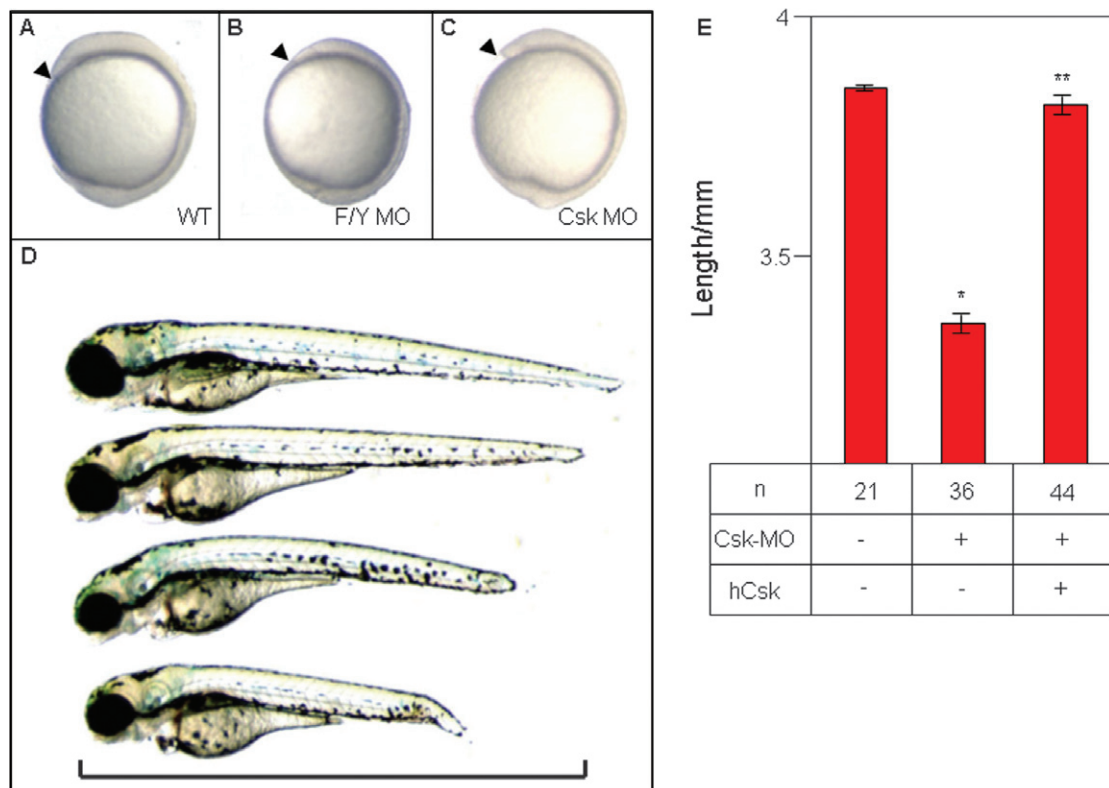 A
WT
B
F/Y MO
C
Csk MO
D
E
4
3.5
Length/mm
*
**
n 21 36 44
Csk-MO - + +
hCsk - - +